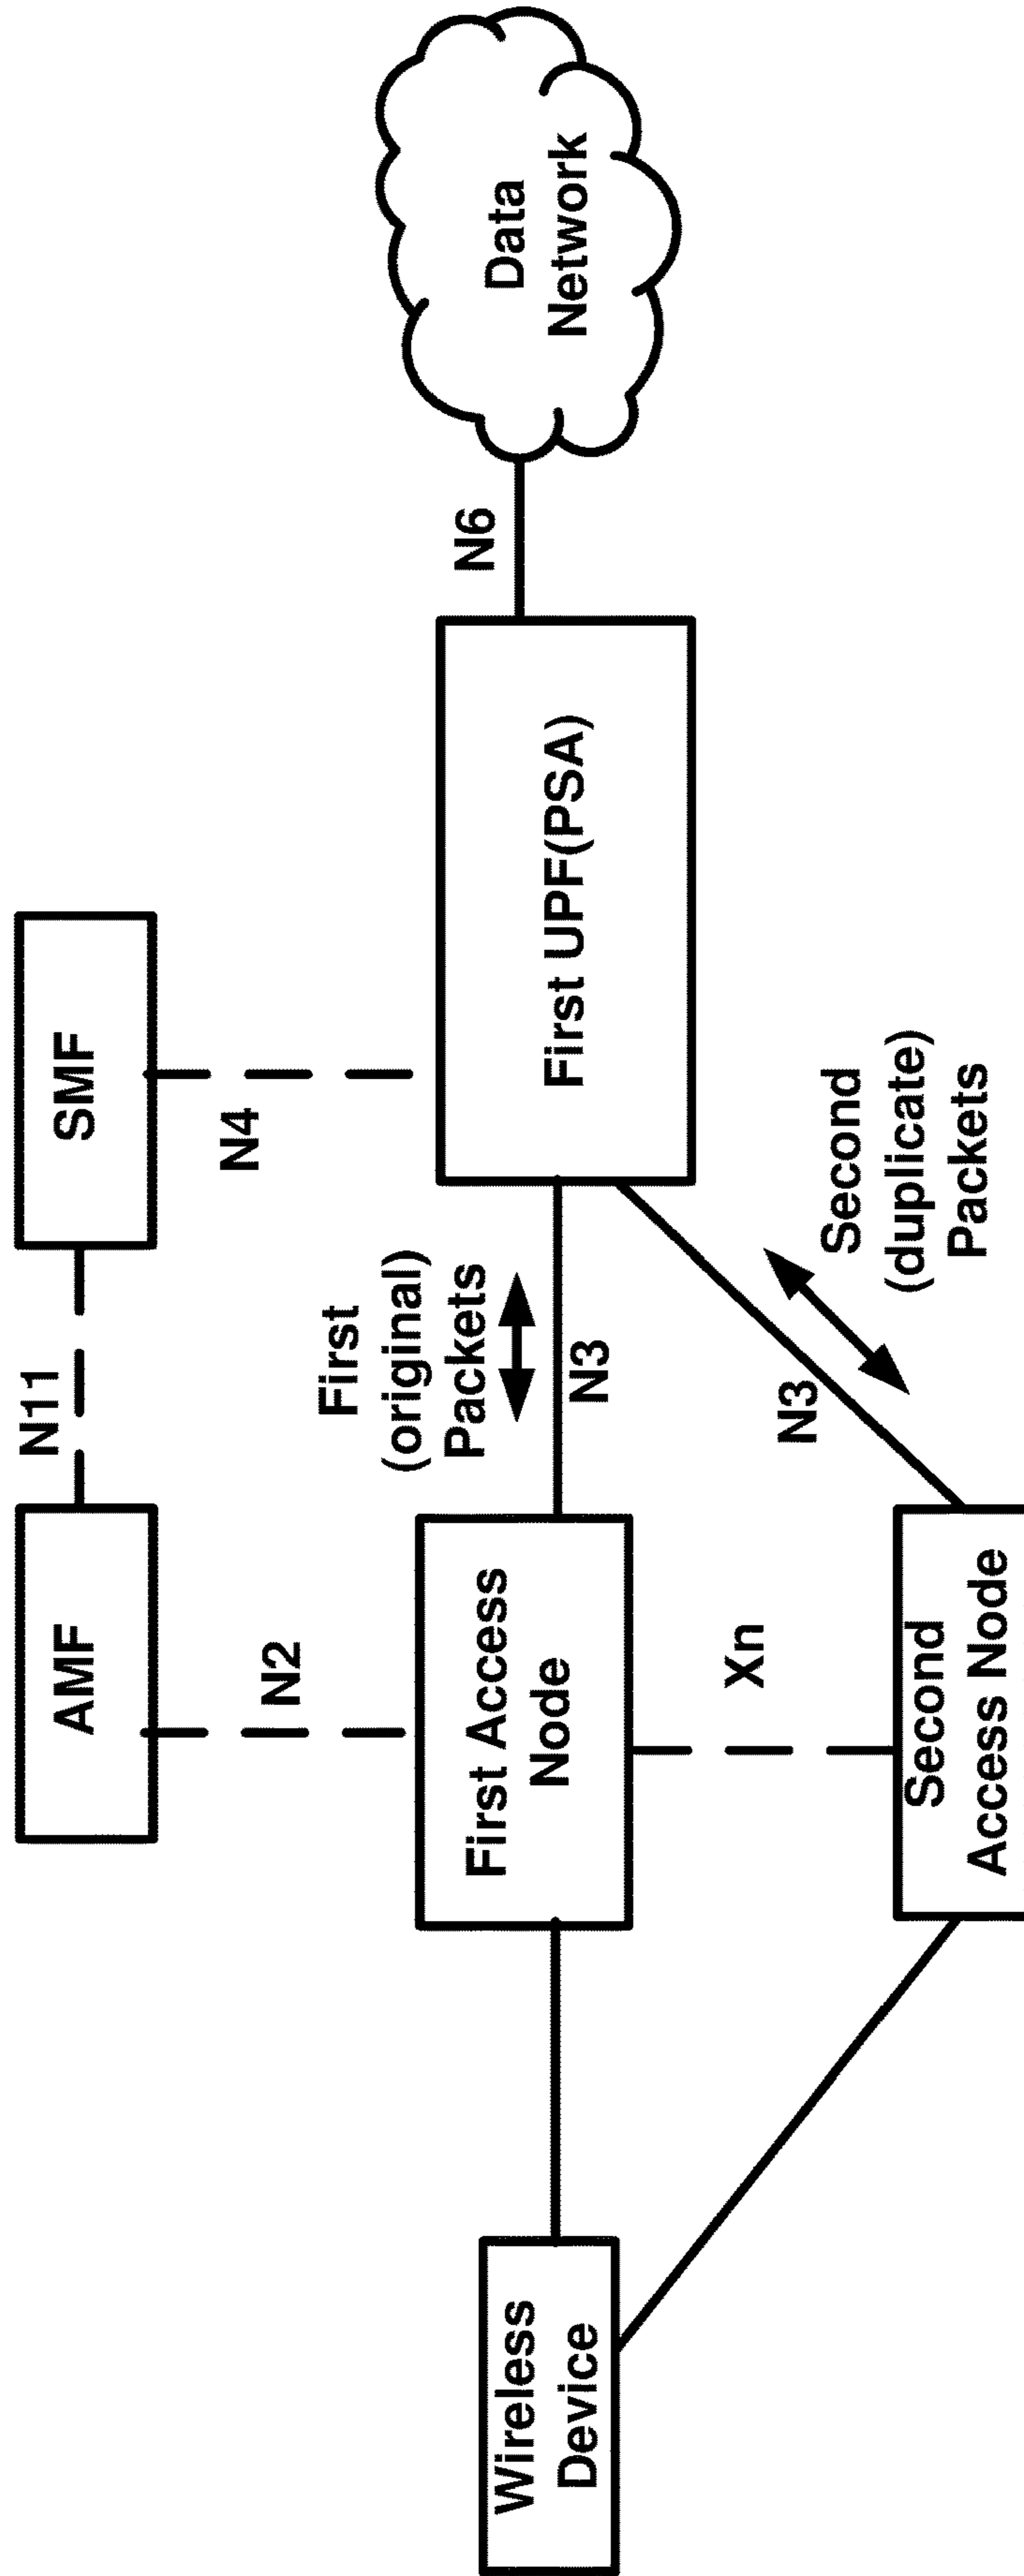 AMF
N11
SMF
N2
N4
First
(original)
Packets
Wireless
Device
First Access
Node
N3
First UPF(PSA)
N6
Data
Network
Xn
N3
Second
(duplicate)
Packets
Second
Access Node